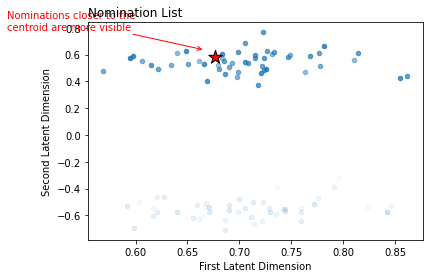 Nomination List
Nominations closer to the
centroid are more visible
Second Latent Dimension
0.8
0.6
0.4
0.2
0.0
−0.2
−0.4
−0.6
0.60
0.65
0.70
0.75
0.80
0.85
First Latent Dimension